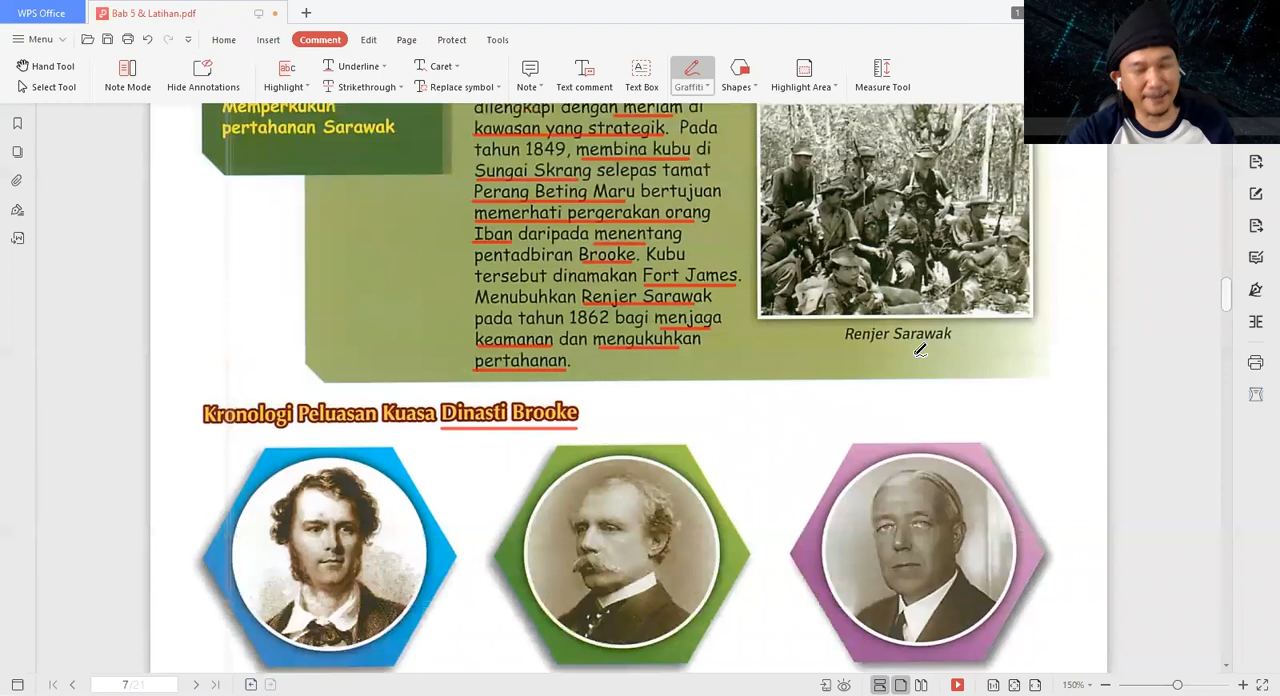 WPS Office
Bab 5 & Latihan.pdf
1
Menu
Home
Insert
Comment
Edit
Page
Protect
Tools
Hand Tool
Select Tool
Note Mode
Hide Annotations
abc
Highlight
Underline
Strikethrough
Caret
Replace symbol
Note
Text comment
Text Box
Graffiti
Shapes
Highlight Area
Measure Tool
Memperkukuh
pertahanan Sarawak
dilengkapi dengan meriam di
kawasan yang strategik. Pada
tahun 1849, membina kubu di
Sungai Skrang selepas tamat
Perang Beting Maru bertujuan
memerhati pergerakan orang
Iban daripada menentang
pentadbiran Brooke. Kubu
tersebut dinamakan Fort James.
Menubuhkan Renjer Sarawak
pada tahun 1862 bagi menjaga
keamanan dan mengukuhkan
pertahanan.
Renjer Sarawak
Kronologi Peluasan Kuasa Dinasti Brooke
7/21
150%